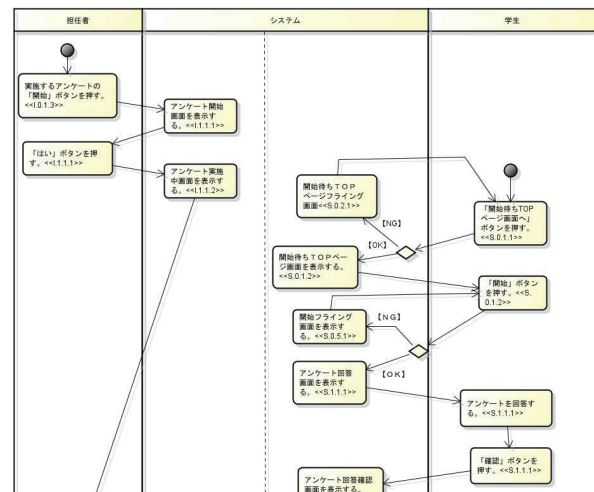 担任者
システム
学生
実施するアンケートの
「開始」ボタンを押す。
<<I.0.1.3>>
アンケート開始
画面を表示す
る。<<I.1.1.1>>
「はい」ボタンを押
す。<<I.1.1.1>>
アンケート実施
中画面を表示す
る。<<I.1.1.2>>
開始待ちTOP
ページフライング
画面<<S.0.2.1>>
「開始待ちTOP
ページ画面へ」
ボタンを押す。
<<S.0.1.1>>
【NG】
【OK】
開始待ちTOPペー
ジ画面を表示する。
<<S.0.1.2>>
「開始」ボタン
を押す。<<S.
0.1.2>>
開始フライング
画面を表示す
る。<<S.0.5.1>>
【NG】
アンケート回答
画面を表示す
る。<<S.1.1.1>>
【OK】
アンケートを回答す
る。<<S.1.1.1>>
「確認」ボタンを
押す。<<S.1.1.1>>
アンケート回答確認
画面を表示する。